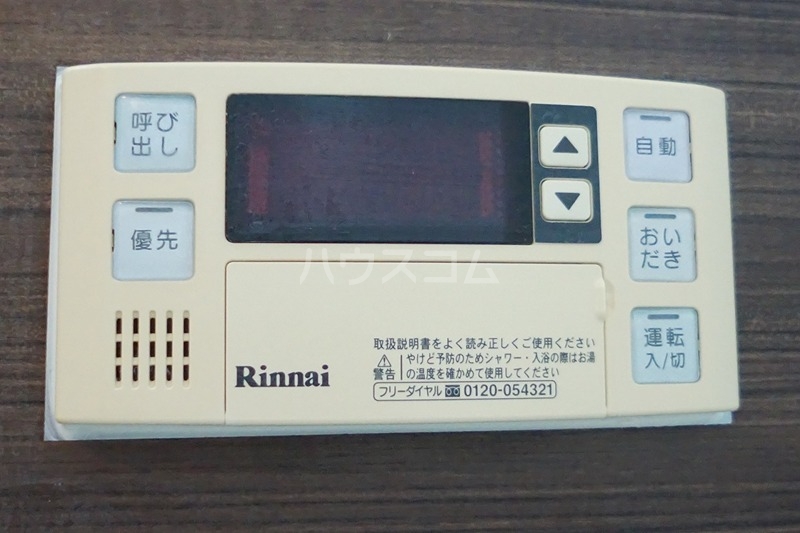 呼び
出し
優先
自動
おい
だき
運転
入/切
ハウスコム
Rinnai
取扱説明書をよく読み正しくご使用ください
警告
やけど予防のためシャワー・入浴の際はお湯
の温度を確かめて使用してください
フリーダイヤル 0120-054321